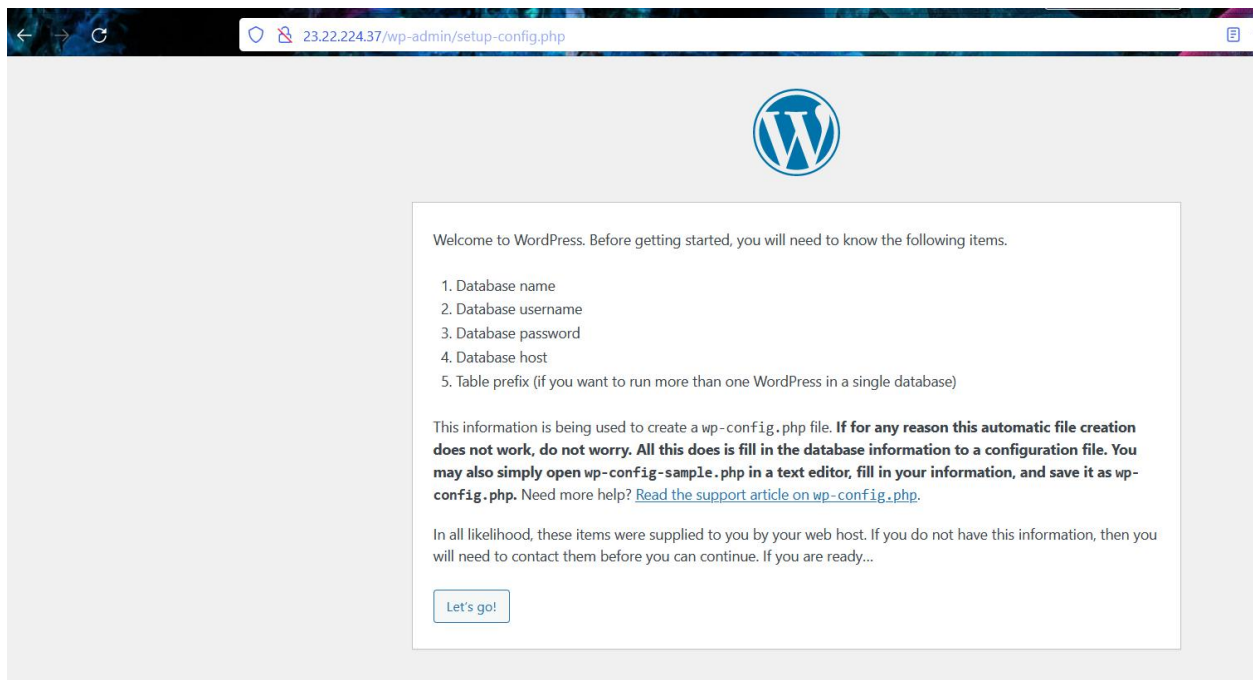 23.22.224.37/wp-admin/setup-config.php
W
Welcome to WordPress. Before getting started, you will need to know the following items.
1. Database name
2. Database username
3. Database password
4. Database host
5. Table prefix (if you want to run more than one WordPress in a single database)
This information is being used to create a wp-config.php file. If for any reason this automatic file creation
does not work, do not worry. All this does is fill in the database information to a configuration file. You
may also simply open wp-config-sample.php in a text editor, fill in your information, and save it as wp-
config.php. Need more help? Read the support article on wp-config.php.
In all likelihood, these items were supplied to you by your web host. If you do not have this information, then you
will need to contact them before you can continue. If you are ready…
Let’s go!